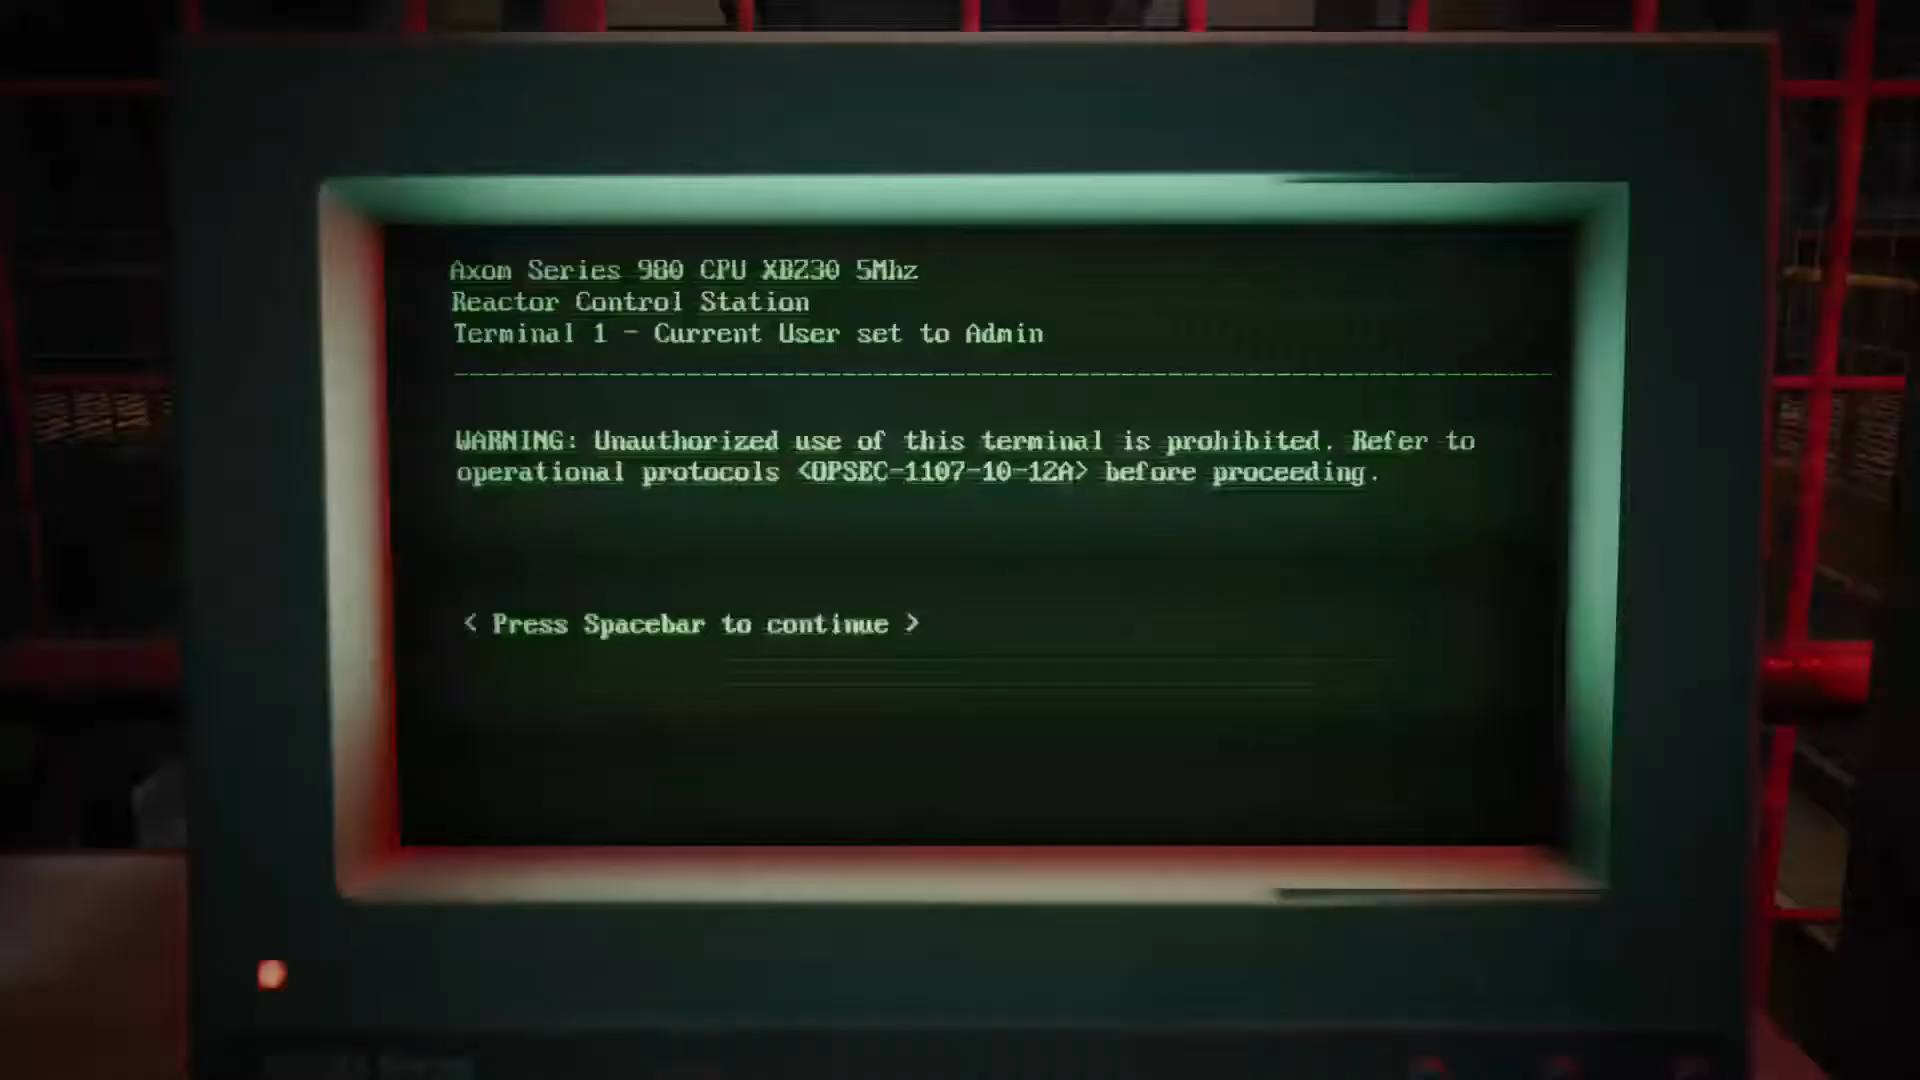 Axom Series 980 CPU XBZ30 5Mhz
Reactor Control Station
Terminal 1 - Current User set to Admin
WARNING: Unauthorized use of this terminal is prohibited. Refer to
operational protocols <OPSEC-1107-10-12A> before proceeding.
< Press Spacebar to continue >